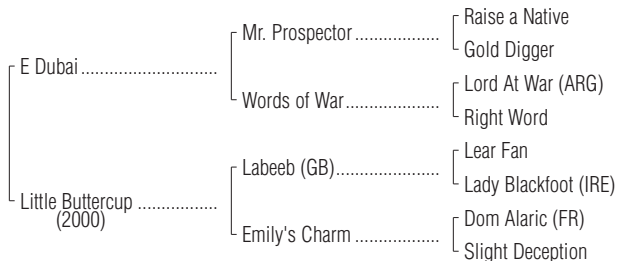 Raise a Native
Mr. Prospector ..................
Gold Digger
E Dubai .............................
Lord At War (ARG)
Words of War....................
Right Word
Lear Fan
Labeeb (GB)......................
Lady Blackfoot (IRE)
Little Buttercup .................
(2000)
Dom Alaric (FR)
Emily's Charm ..................
Slight Deception